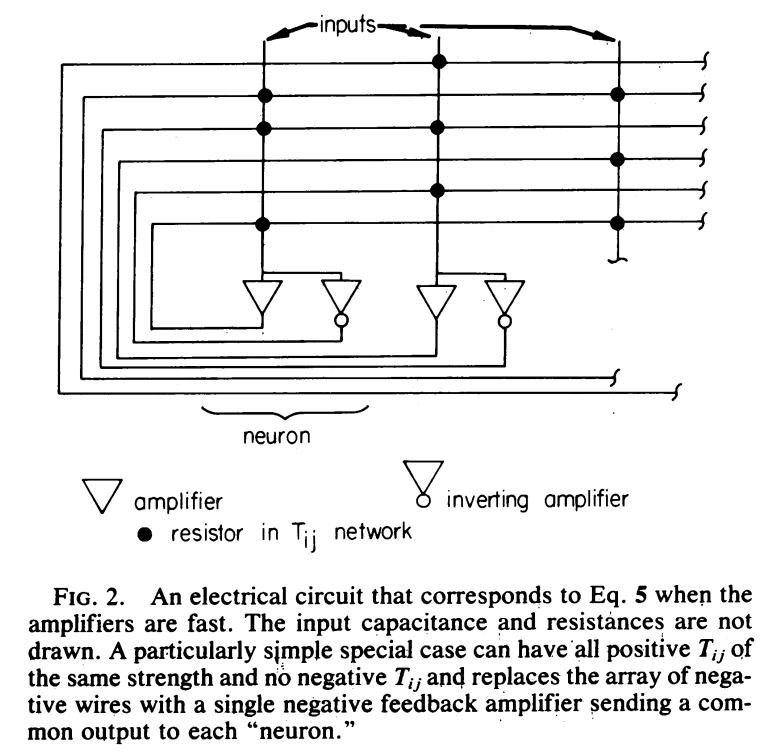 inputs
neuron
amplifier
inverting amplifier
resistor in Tij network
FIG. 2. An electrical circuit that corresponds to Eq. 5 when the
amplifiers are fast. The input capacitance and resistances are not
drawn. A particularly simple special case can have all positive Tij of
the same strength and no negative Tij and replaces the array of nega-
tive wires with a single negative feedback amplifier sending a com-
mon output to each “neuron.”